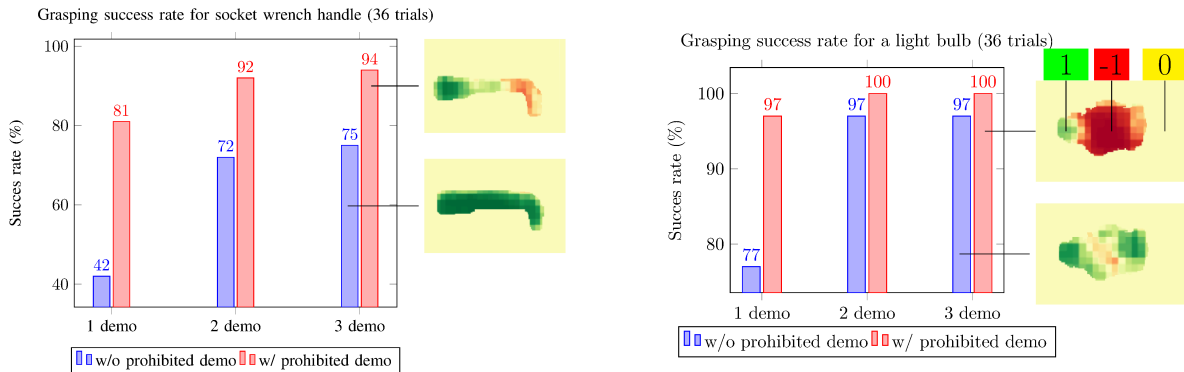 Grasping success rate for socket wrench handle (36 trials)
Succes rate (%)
100
80
60
40
42
81
72
92
75
94
1 demo
2 demo
3 demo
w/o prohibited demo w/ prohibited demo
Grasping success rate for a light bulb (36 trials)
1 -1 0
Succes rate (%)
100
90
80
77
97
97
100
97
100
1 demo
2 demo
3 demo
w/o prohibited demo w/ prohibited demo